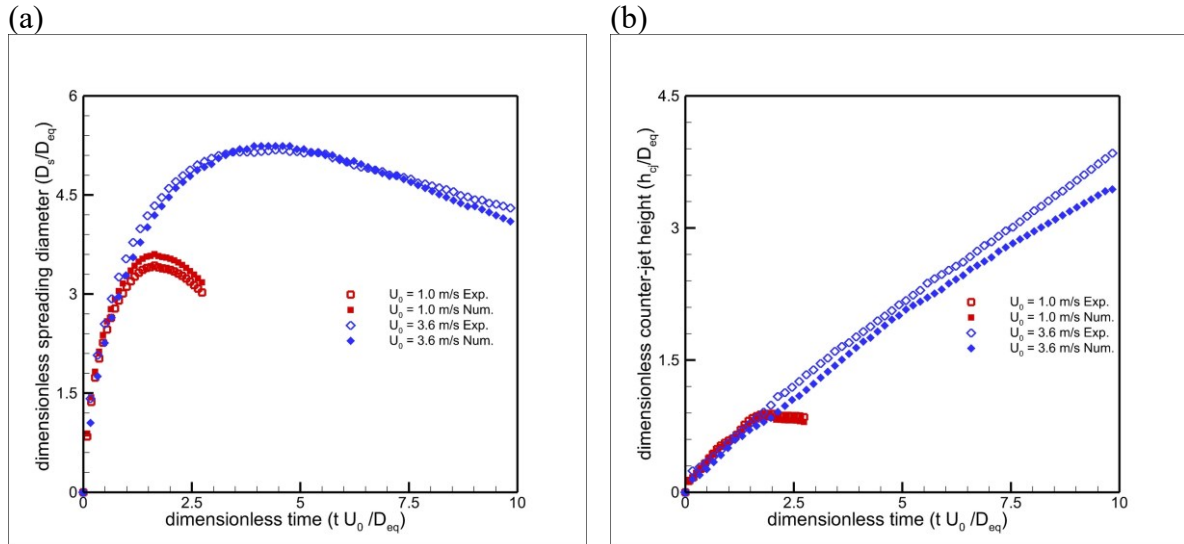 (a)
(b)
6
4.5
3
1.5
0
0
2.5
5
7.5
10
dimensionless spreading diameter (Ds/Deq)
dimensionless time (t U0 /Deq)
U0 = 1.0 m/s Exp.
U0 = 1.0 m/s Num.
U0 = 3.6 m/s Exp.
U0 = 3.6 m/s Num.
4.5
3
1.5
0
0
2.5
5
7.5
10
dimensionless counter-jet height (hcj/Deq)
dimensionless time (t U0 /Deq)
U0 = 1.0 m/s Exp.
U0 = 1.0 m/s Num.
U0 = 3.6 m/s Exp.
U0 = 3.6 m/s Num.